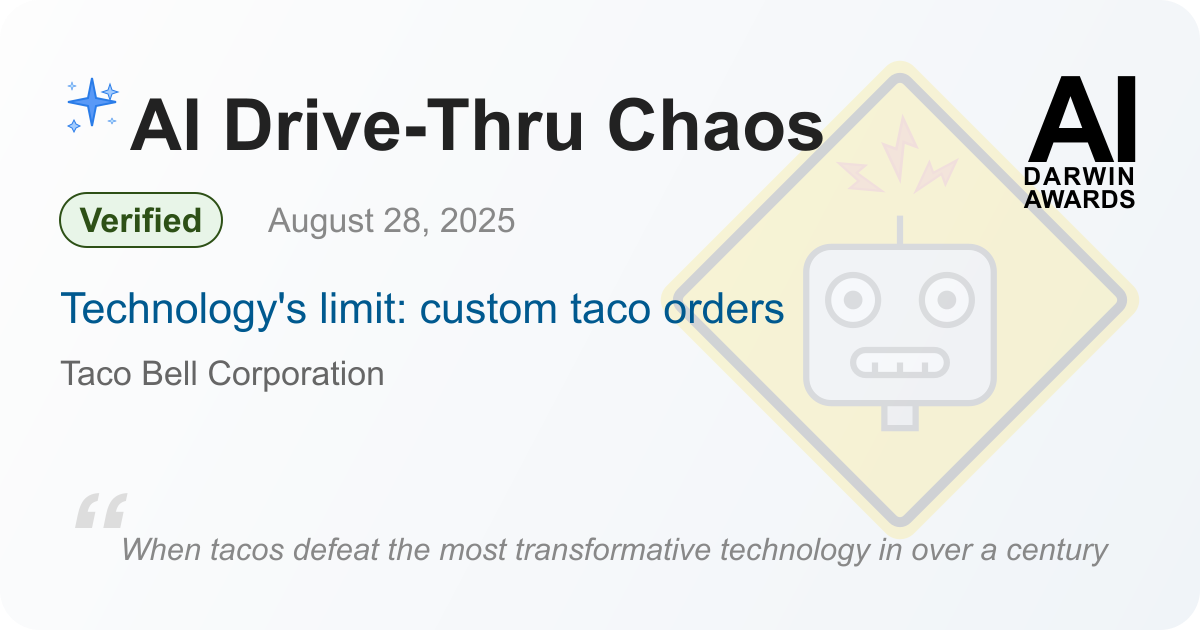 AI Drive-Thru Chaos
AI
DARWIN
AWARDS
Verified
August 28, 2025
Technology's limit: custom taco orders
Taco Bell Corporation
“
When tacos defeat the most transformative technology in over a century